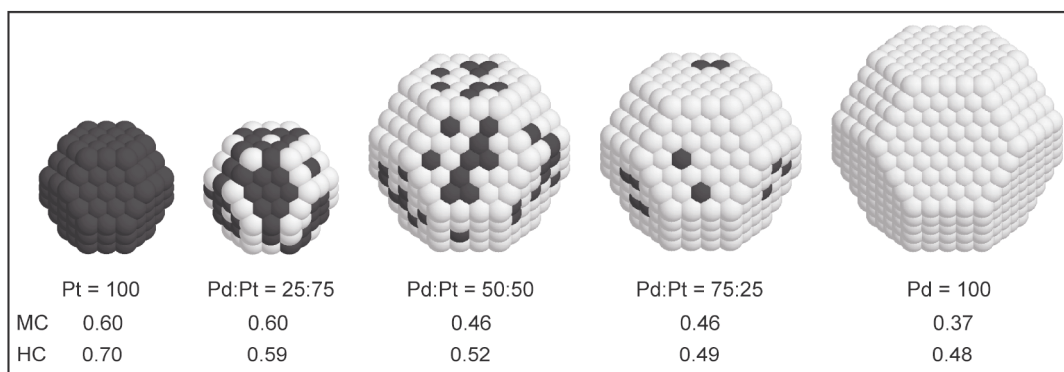 Pt = 100 Pd:Pt = 25:75 Pd:Pt = 50:50 Pd:Pt = 75:25 Pd = 100
MC 0.60 0.60 0.46 0.46 0.37
HC 0.70 0.59 0.52 0.49 0.48